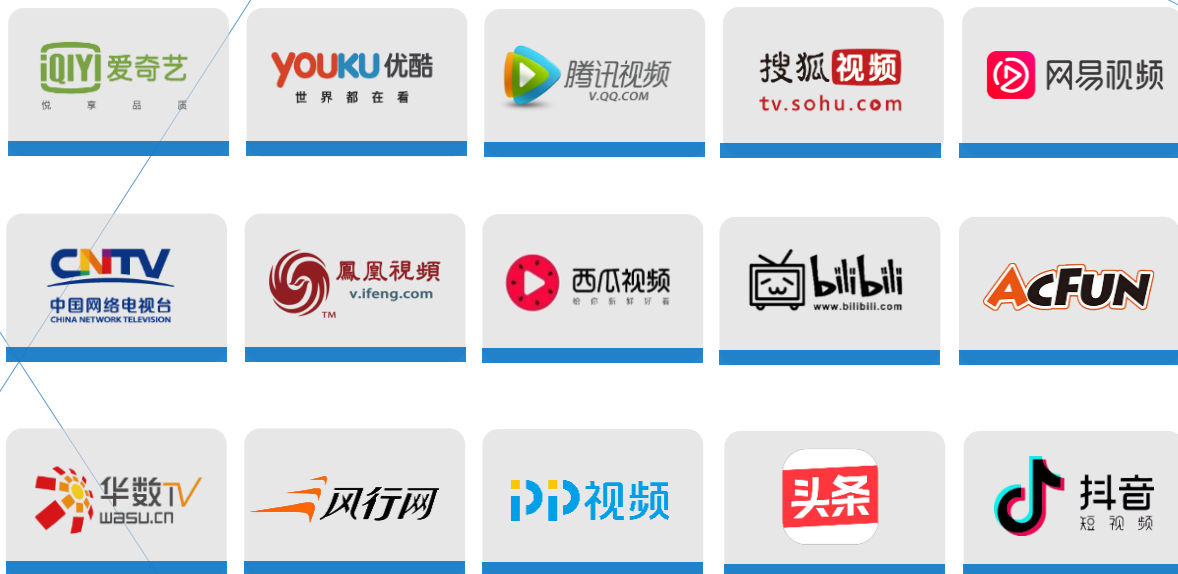 iQIYI 爱奇艺
悦享品质
YOUKU 优酷
世界都在看
腾讯视频
V.QQ.COM
搜狐视频
tv.sohu.com
网易视频
CNTV
中国网络电视台
CHINA NETWORK TELEVISION
鳳凰視頻
v.ifeng.com
TM
西瓜视频
给你新鲜好看
bilibili
www.bilibili.com
ACFUN
华数TV
wasu.cn
风行网
PP视频
头条
抖音
短视频